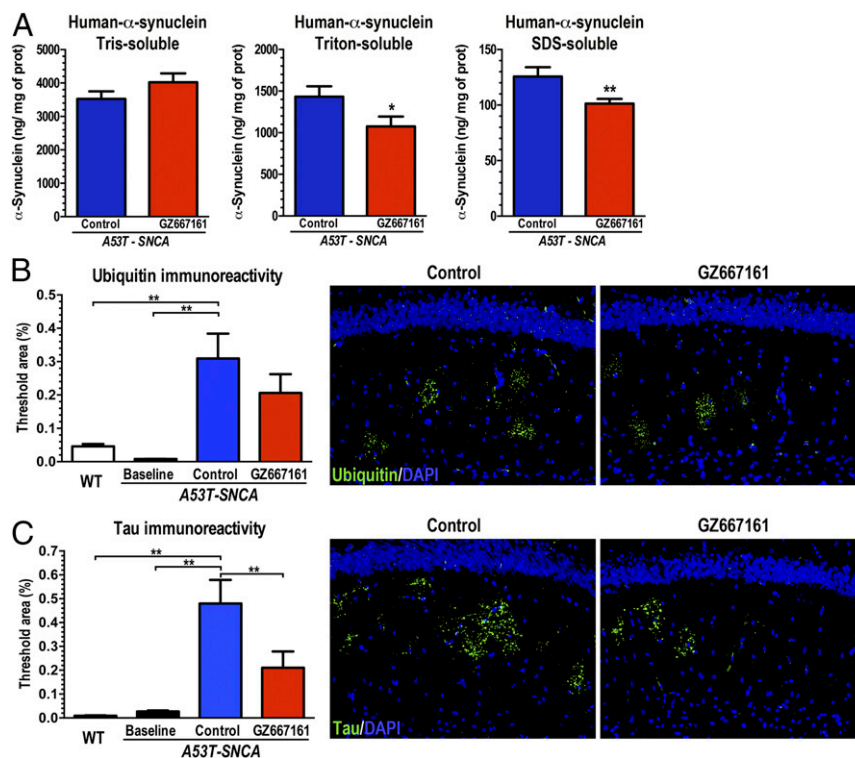 A
Human-α-synuclein
Tris-soluble
α-Synuclein (ng/ mg of prot)
5000
4000
3000
2000
1000
0
Control
GZ667161
A53T - SNCA
Human-α-synuclein
Triton-soluble
α-Synuclein (ng/ mg of prot)
2000
1500
1000
500
0
*
Control
GZ667161
A53T - SNCA
Human-α-synuclein
SDS-soluble
α-Synuclein (ng/ mg of prot)
150
100
50
0
**
Control
GZ667161
A53T - SNCA
B
Ubiquitin immunoreactivity
Threshold area (%)
0.5
0.4
0.3
0.2
0.1
0.0
**
**
WT
Baseline
Control
GZ667161
A53T-SNCA
Control
GZ667161
Ubiquitin/DAPI
C
Tau immunoreactivity
Threshold area (%)
0.7
0.6
0.5
0.4
0.3
0.2
0.1
0.0
**
**
**
WT
Baseline
Control
GZ667161
A53T-SNCA
Control
GZ667161
Tau/DAPI